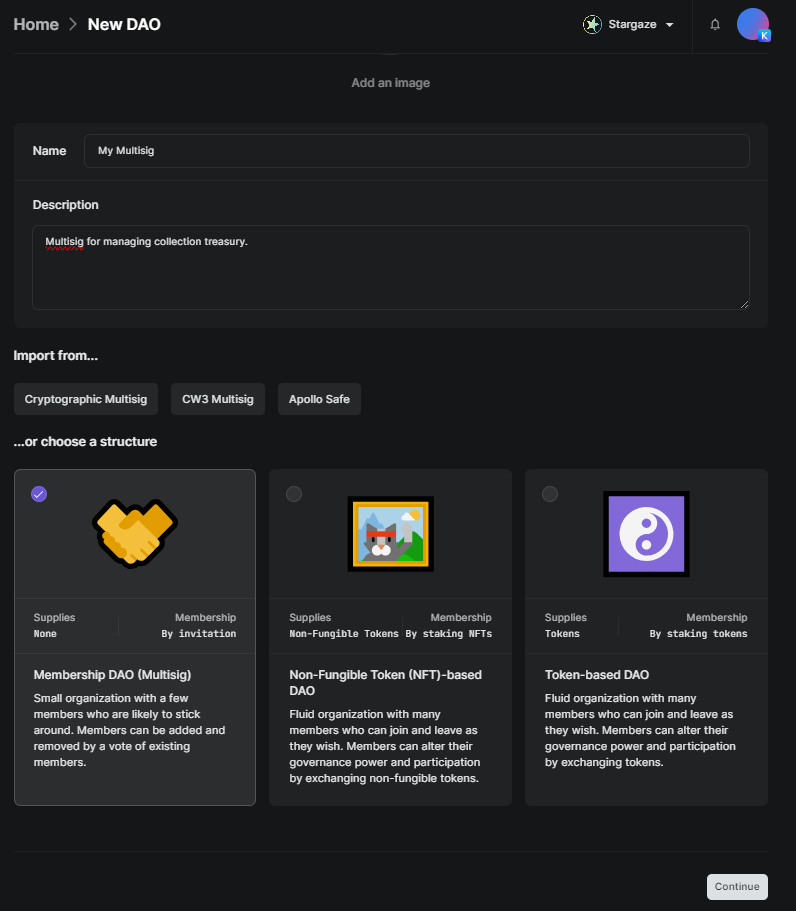 Home > New DAO
Stargaze
K
Add an image
Name
My Multisig
Description
Multisig for managing collection treasury.
Import from...
Cryptographic Multisig
CW3 Multisig
Apollo Safe
...or choose a structure
Supplies
Membership
None
By invitation
Membership DAO (Multisig)
Small organization with a few
members who are likely to stick
around. Members can be added and
removed by a vote of existing
members.
Supplies
Membership
Non-Fungible Tokens
By staking NFTs
Non-Fungible Token (NFT)-based
DAO
Fluid organization with many
members who can join and leave as
they wish. Members can alter their
governance power and participation
by exchanging non-fungible tokens.
Supplies
Membership
Tokens
By staking tokens
Token-based DAO
Fluid organization with many
members who can join and leave as
they wish. Members can alter their
governance power and participation
by exchanging tokens.
Continue